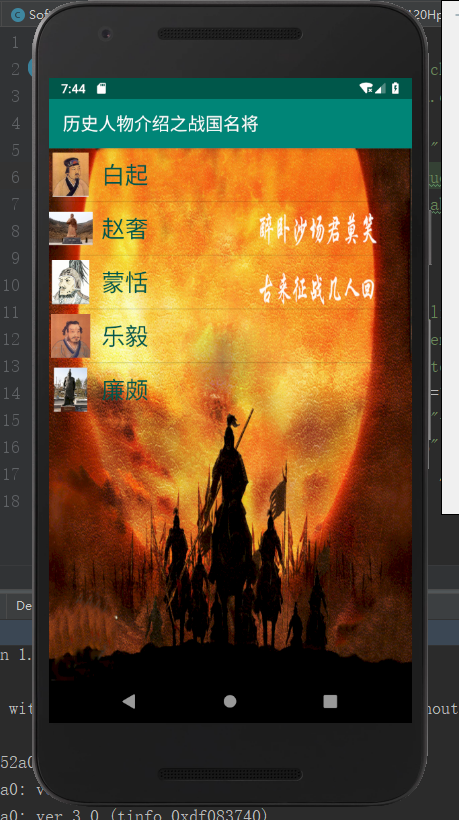 Sof
120Hp
1
2
3
4
5
6
7
8
9
10
11
12
13
14
15
16
17
18
7:44
历史人物介绍之战国名将
白起
赵奢
蒙恬
乐毅
廉颇
醉卧沙场君莫笑
古来征战几人回
De
n 1.
wit
hout
52a0
a0: v
a0: ver 3 0 (tinfo 0xdf083740)